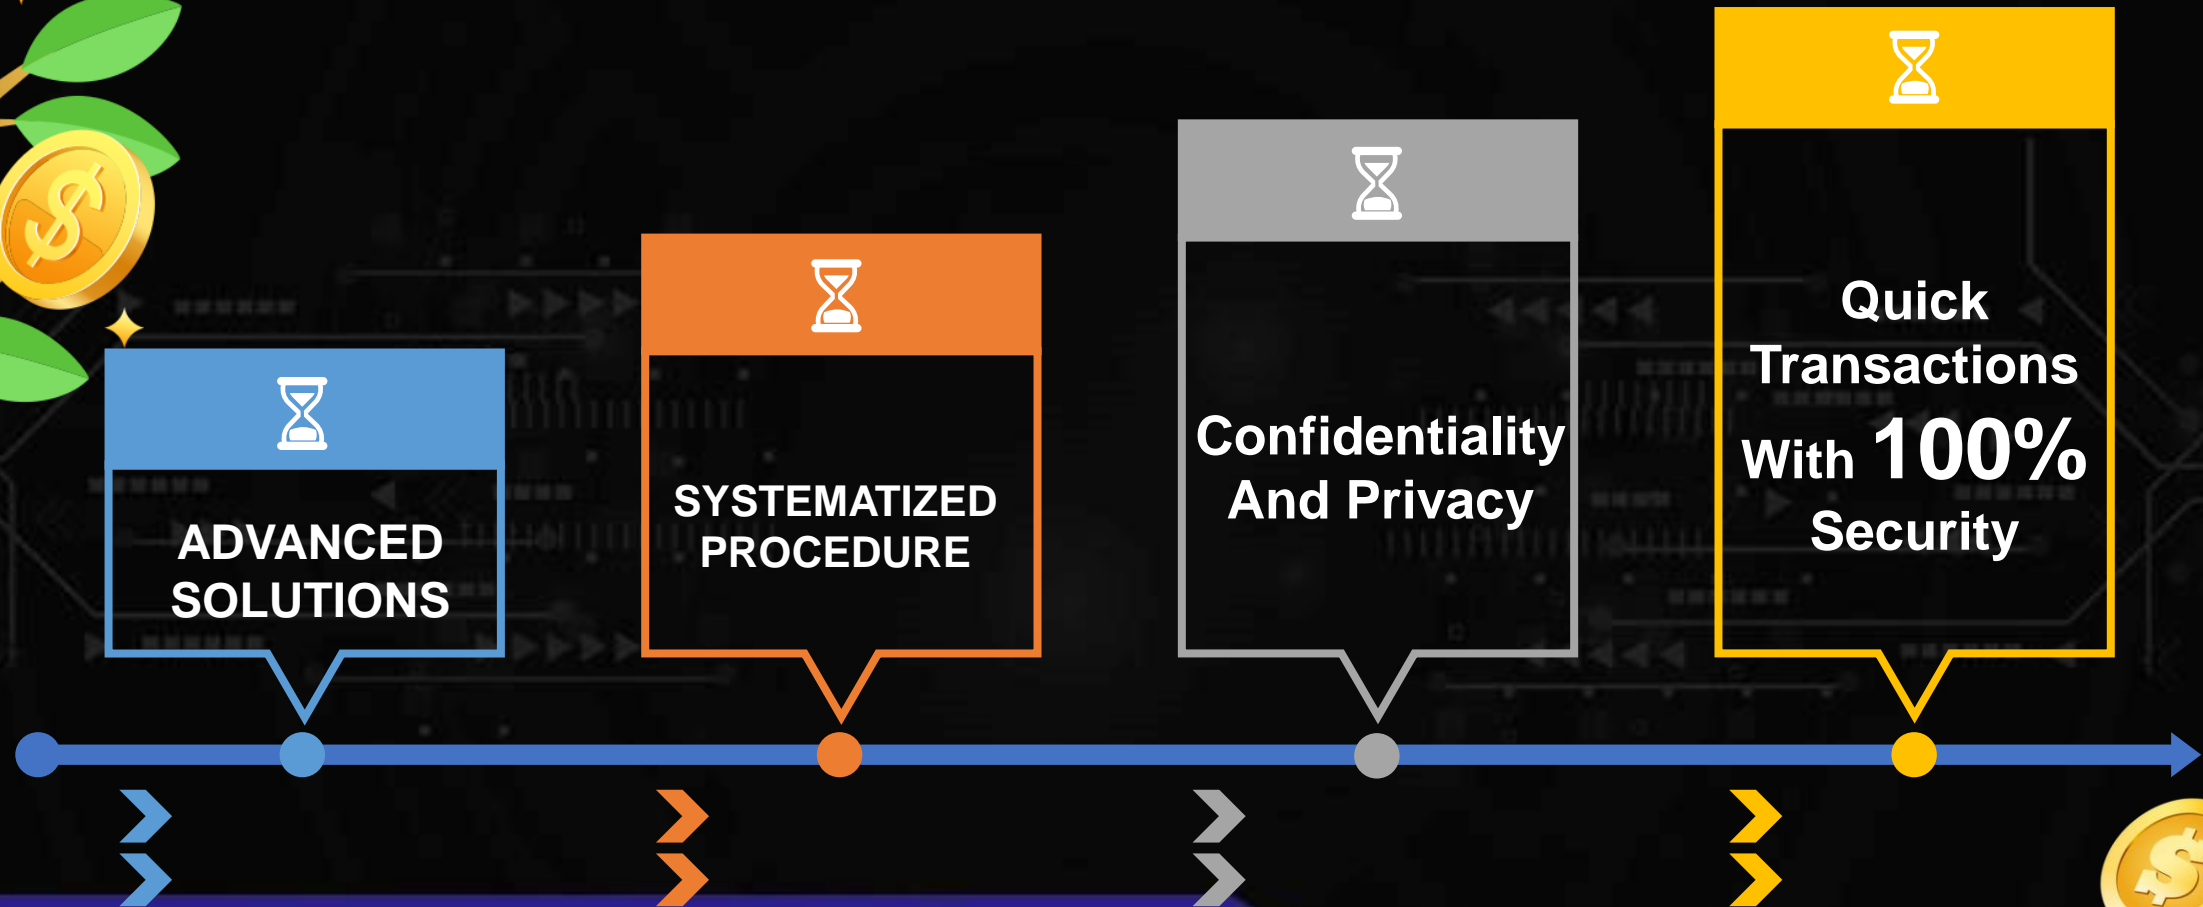 ADVANCED
SOLUTIONS
SYSTEMATIZED
PROCEDURE
Confidentiality
And Privacy
Quick
Transactions
With 100%
Security